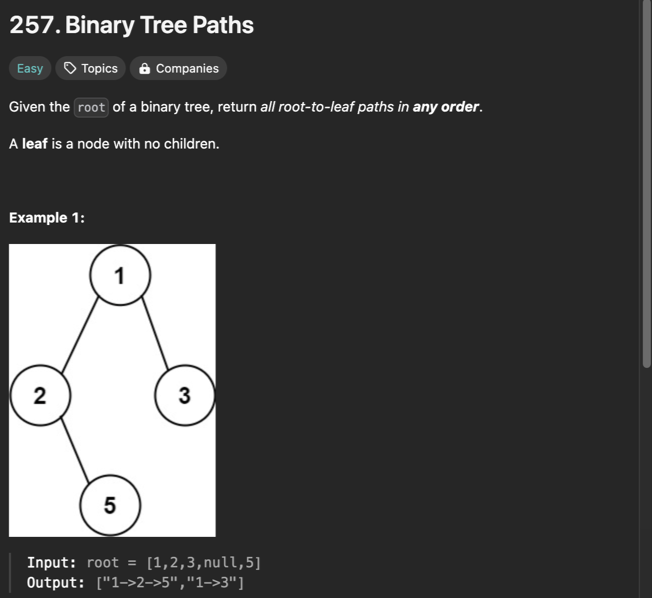 257. Binary Tree Paths
Easy Topics Companies
Given the root of a binary tree, return all root-to-leaf paths in any order.
A leaf is a node with no children.
Example 1:
1
2 3
5
Input: root = [1,2,3,null,5]
Output: ["1->2->5","1->3"]